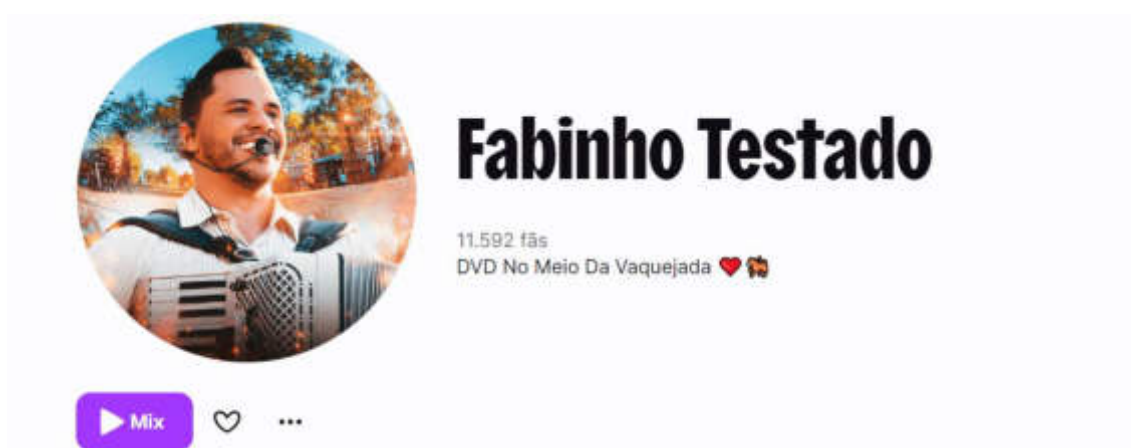 Fabinho Testado
11.592 fãs
DVD No Meio Da Vaquejada ❤️🐂
Mix